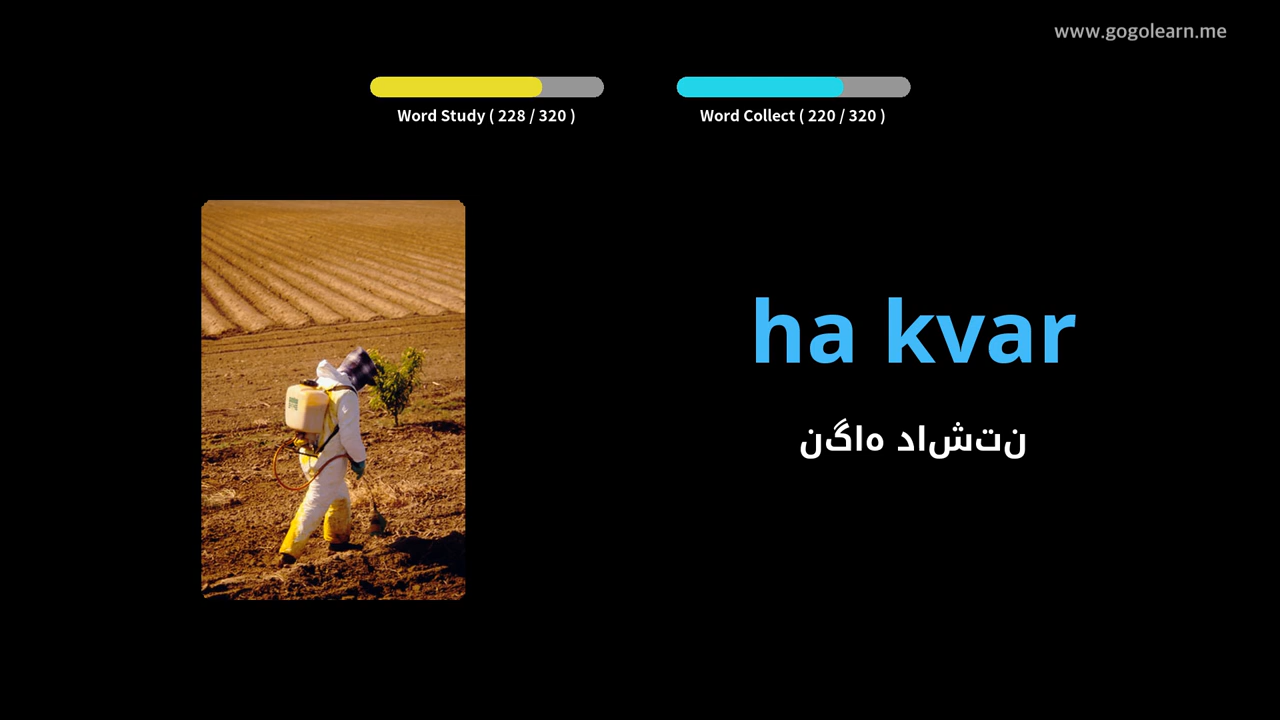 www.gogolearn.me
Word Study ( 228 / 320 )
Word Collect ( 220 / 320 )
ha kvar
نتشاد هاگن